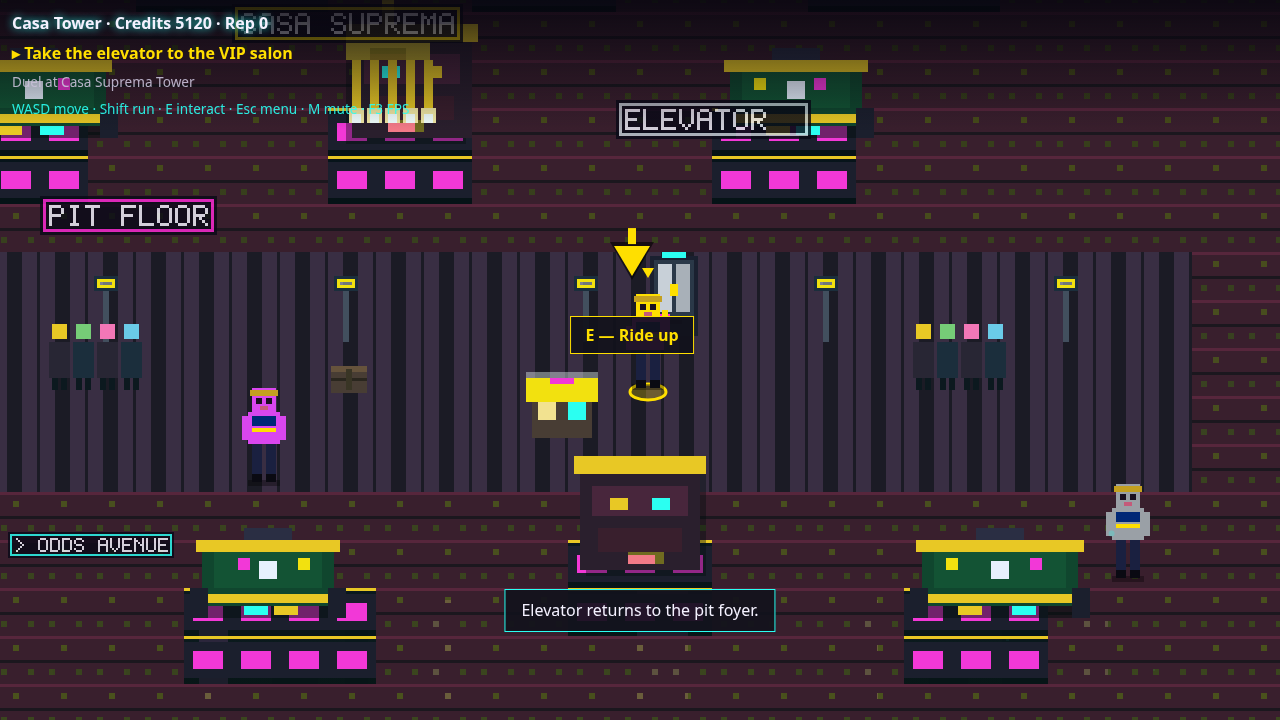 Casa Tower · Credits 5120 · Rep 0
CASA SUPREMA
▸ Take the elevator to the VIP salon
Duel at Casa Suprema Tower
WASD move · Shift run · E interact · Esc menu · M mute · F3 FPS
ELEVATOR
PIT FLOOR
E — Ride up
> ODDS AVENUE
Elevator returns to the pit foyer.